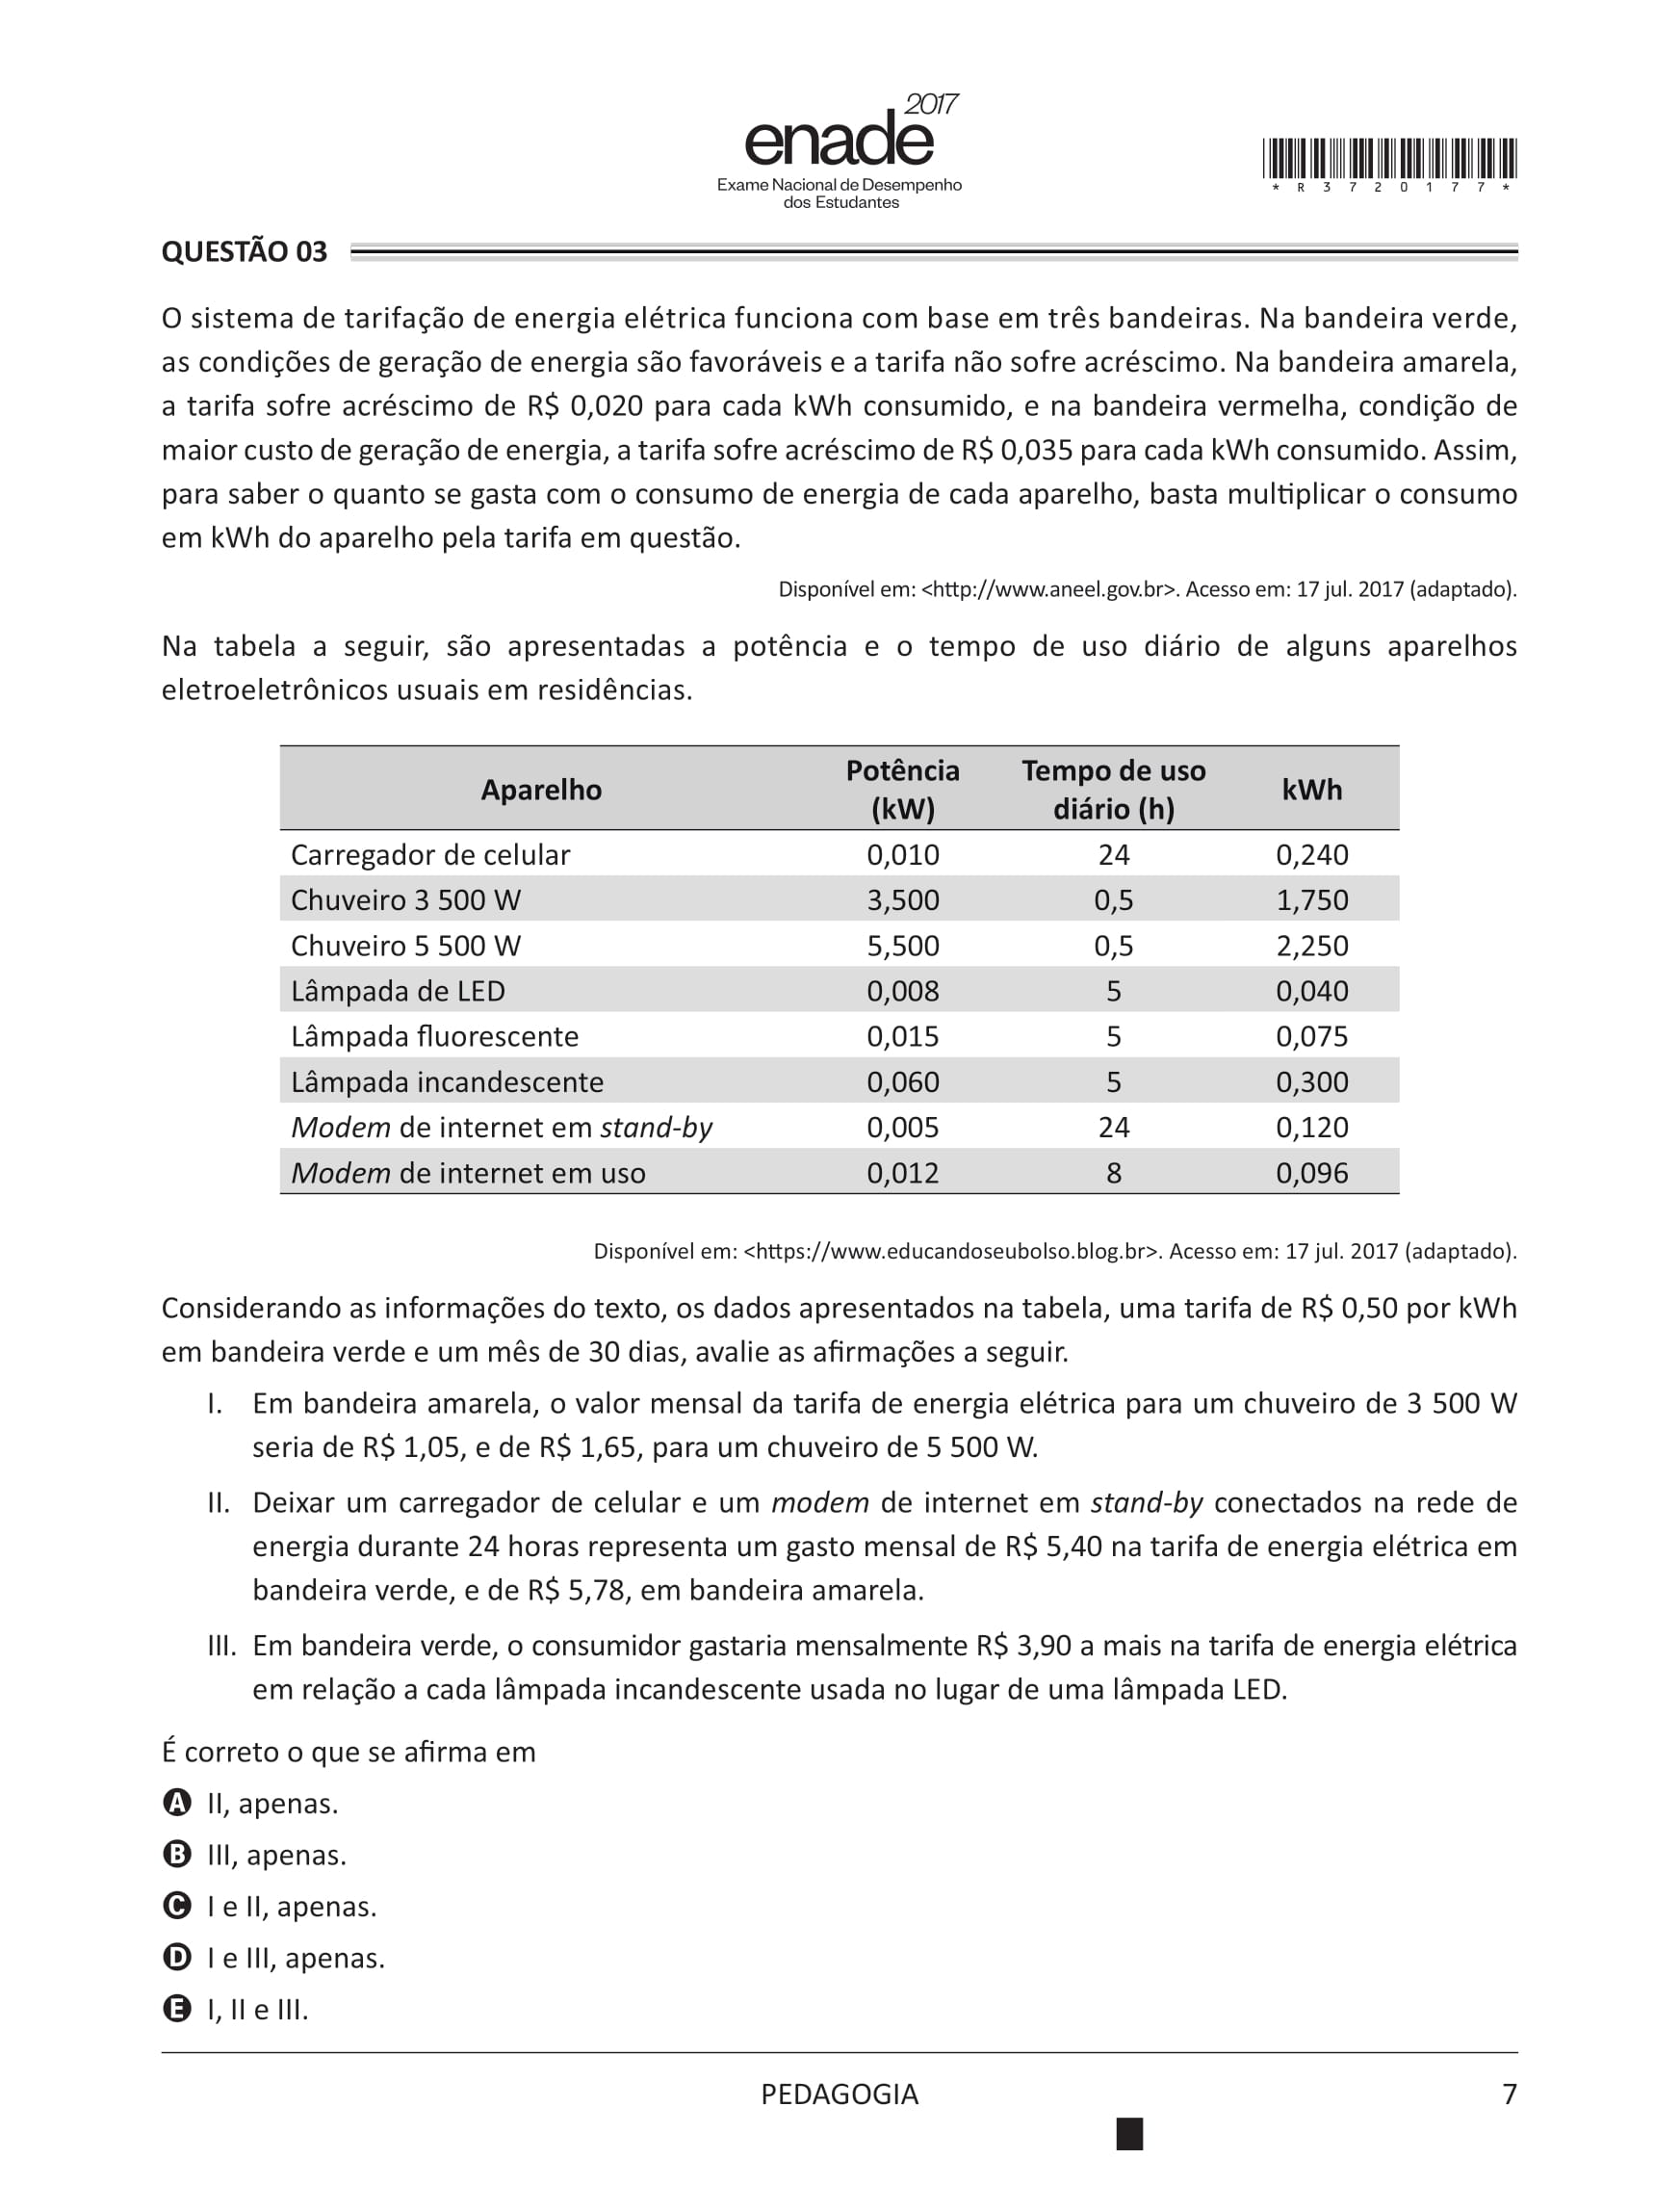 2017
enade
Exame Nacional de Desempenho
dos Estudantes
* R 3 7 2 0 1 7 7 *
QUESTÃO 03
O sistema de tarifação de energia elétrica funciona com base em três bandeiras. Na bandeira verde,
as condições de geração de energia são favoráveis e a tarifa não sofre acréscimo. Na bandeira amarela,
a tarifa sofre acréscimo de R$ 0,020 para cada kWh consumido, e na bandeira vermelha, condição de
maior custo de geração de energia, a tarifa sofre acréscimo de R$ 0,035 para cada kWh consumido. Assim,
para saber o quanto se gasta com o consumo de energia de cada aparelho, basta multiplicar o consumo
em kWh do aparelho pela tarifa em questão.
Disponível em: <http://www.aneel.gov.br>. Acesso em: 17 jul. 2017 (adaptado).
Na tabela a seguir, são apresentadas a potência e o tempo de uso diário de alguns aparelhos
eletroeletrônicos usuais em residências.
Aparelho Potência (kW) Tempo de uso diário (h) kWh
Carregador de celular 0,010 24 0,240
Chuveiro 3 500 W 3,500 0,5 1,750
Chuveiro 5 500 W 5,500 0,5 2,250
Lâmpada de LED 0,008 5 0,040
Lâmpada fluorescente 0,015 5 0,075
Lâmpada incandescente 0,060 5 0,300
Modem de internet em stand-by 0,005 24 0,120
Modem de internet em uso 0,012 8 0,096
Disponível em: <https://www.educandoseubolso.blog.br>. Acesso em: 17 jul. 2017 (adaptado).
Considerando as informações do texto, os dados apresentados na tabela, uma tarifa de R$ 0,50 por kWh
em bandeira verde e um mês de 30 dias, avalie as afirmações a seguir.
I. Em bandeira amarela, o valor mensal da tarifa de energia elétrica para um chuveiro de 3 500 W
seria de R$ 1,05, e de R$ 1,65, para um chuveiro de 5 500 W.
II. Deixar um carregador de celular e um modem de internet em stand-by conectados na rede de
energia durante 24 horas representa um gasto mensal de R$ 5,40 na tarifa de energia elétrica em
bandeira verde, e de R$ 5,78, em bandeira amarela.
III. Em bandeira verde, o consumidor gastaria mensalmente R$ 3,90 a mais na tarifa de energia elétrica
em relação a cada lâmpada incandescente usada no lugar de uma lâmpada LED.
É correto o que se afirma em
A II, apenas.
B III, apenas.
C I e II, apenas.
D I e III, apenas.
E I, II e III.
PEDAGOGIA 7